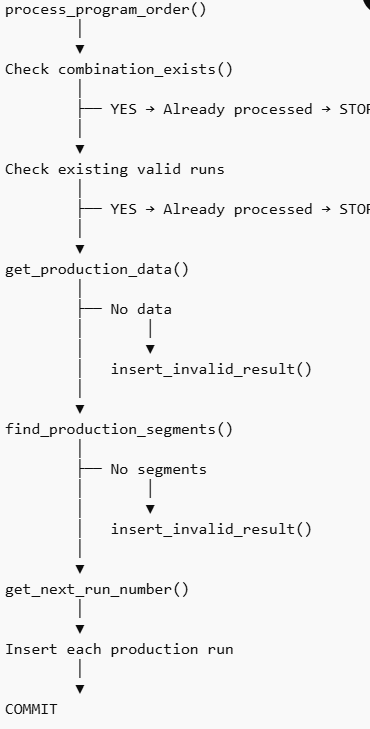 process_program_order()
Check combination_exists()
YES → Already processed → STOP
Check existing valid runs
YES → Already processed → STOP
get_production_data()
No data
insert_invalid_result()
find_production_segments()
No segments
insert_invalid_result()
get_next_run_number()
Insert each production run
COMMIT